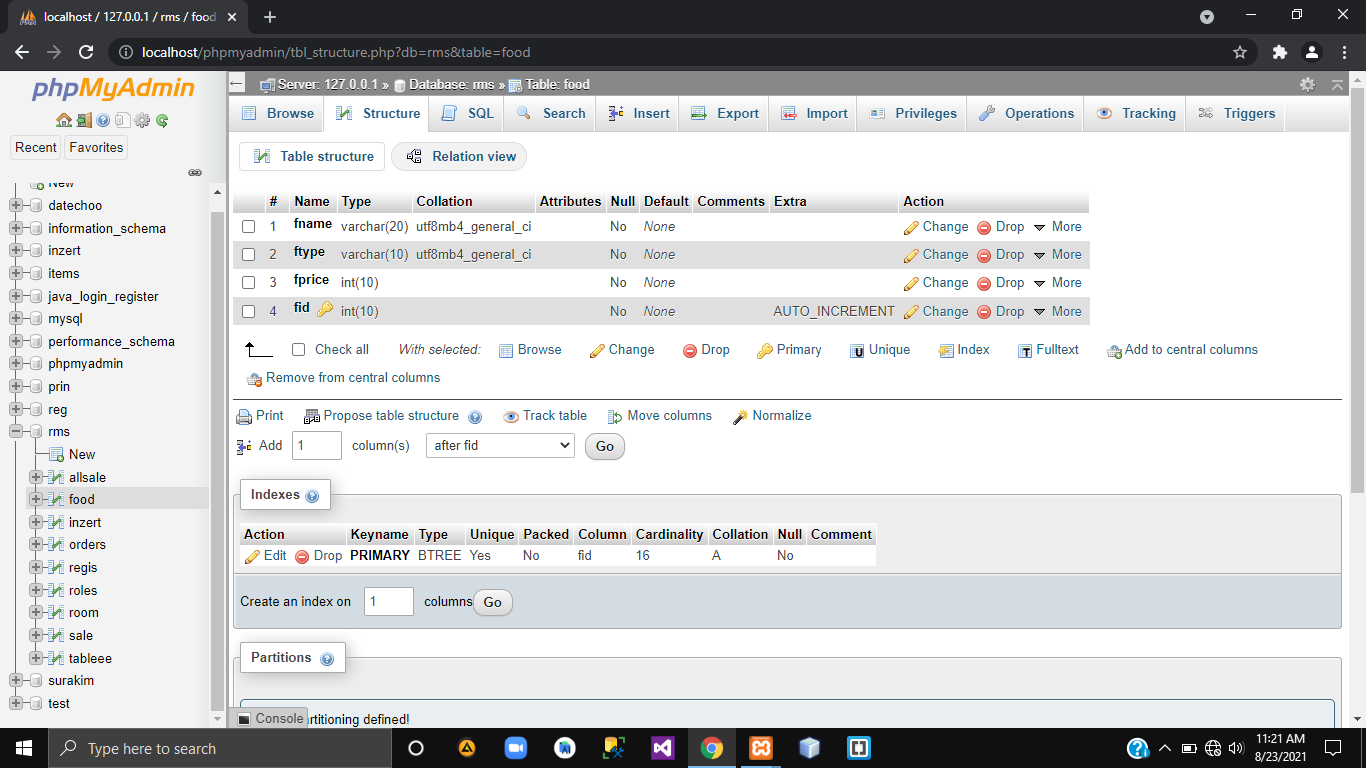 localhost / 127.0.0.1 / rms / food
localhost/phpmyadmin/tbl_structure.php?db=rms&table=food
phpMyAdmin
Recent Favorites
New
datechoo
information_schema
inzert
items
java_login_register
mysql
performance_schema
phpmyadmin
prin
reg
rms
New
allsale
food
inzert
orders
regis
roles
room
sale
tableee
surakim
test
Server: 127.0.0.1 » Database: rms » Table: food
Browse Structure SQL Search Insert Export Import Privileges Operations Tracking Triggers
Table structure Relation view
# Name Type Collation Attributes Null Default Comments Extra Action
1 fname varchar(20) utf8mb4_general_ci No None Change Drop More
2 ftype varchar(10) utf8mb4_general_ci No None Change Drop More
3 fprice int(10) No None Change Drop More
4 fid int(10) No None AUTO_INCREMENT Change Drop More
Check all With selected: Browse Change Drop Primary Unique Index Fulltext Add to central columns
Remove from central columns
Print Propose table structure Track table Move columns Normalize
Add 1 column(s) after fid Go
Indexes
Action Keyname Type Unique Packed Column Cardinality Collation Null Comment
Edit Drop PRIMARY BTREE Yes No fid 16 A No
Create an index on 1 columns Go
Partitions
Console rtitioning defined!
Type here to search
11:21 AM
8/23/2021